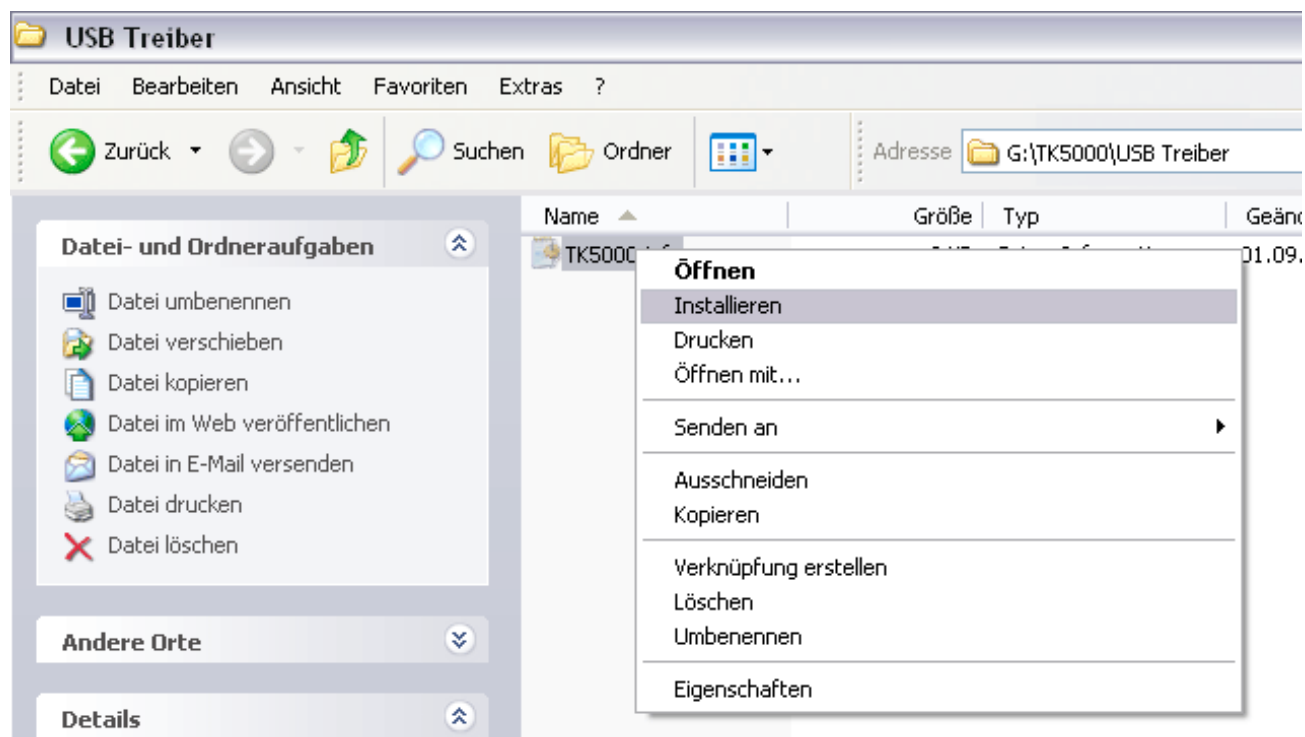 USB Treiber
Datei Bearbeiten Ansicht Favoriten Extras ?
Zurück Suchen Ordner Adresse G:\TK5000\USB Treiber
Name Größe Typ
Datei- und Ordneraufgaben
Datei umbenennen
Datei verschieben
Datei kopieren
Datei im Web veröffentlichen
Datei in E-Mail versenden
Datei drucken
Datei löschen
Andere Orte
Details
01.09.
Öffnen
Installieren
Drucken
Öffnen mit...
Senden an
Ausschneiden
Kopieren
Verknüpfung erstellen
Löschen
Umbenennen
Eigenschaften